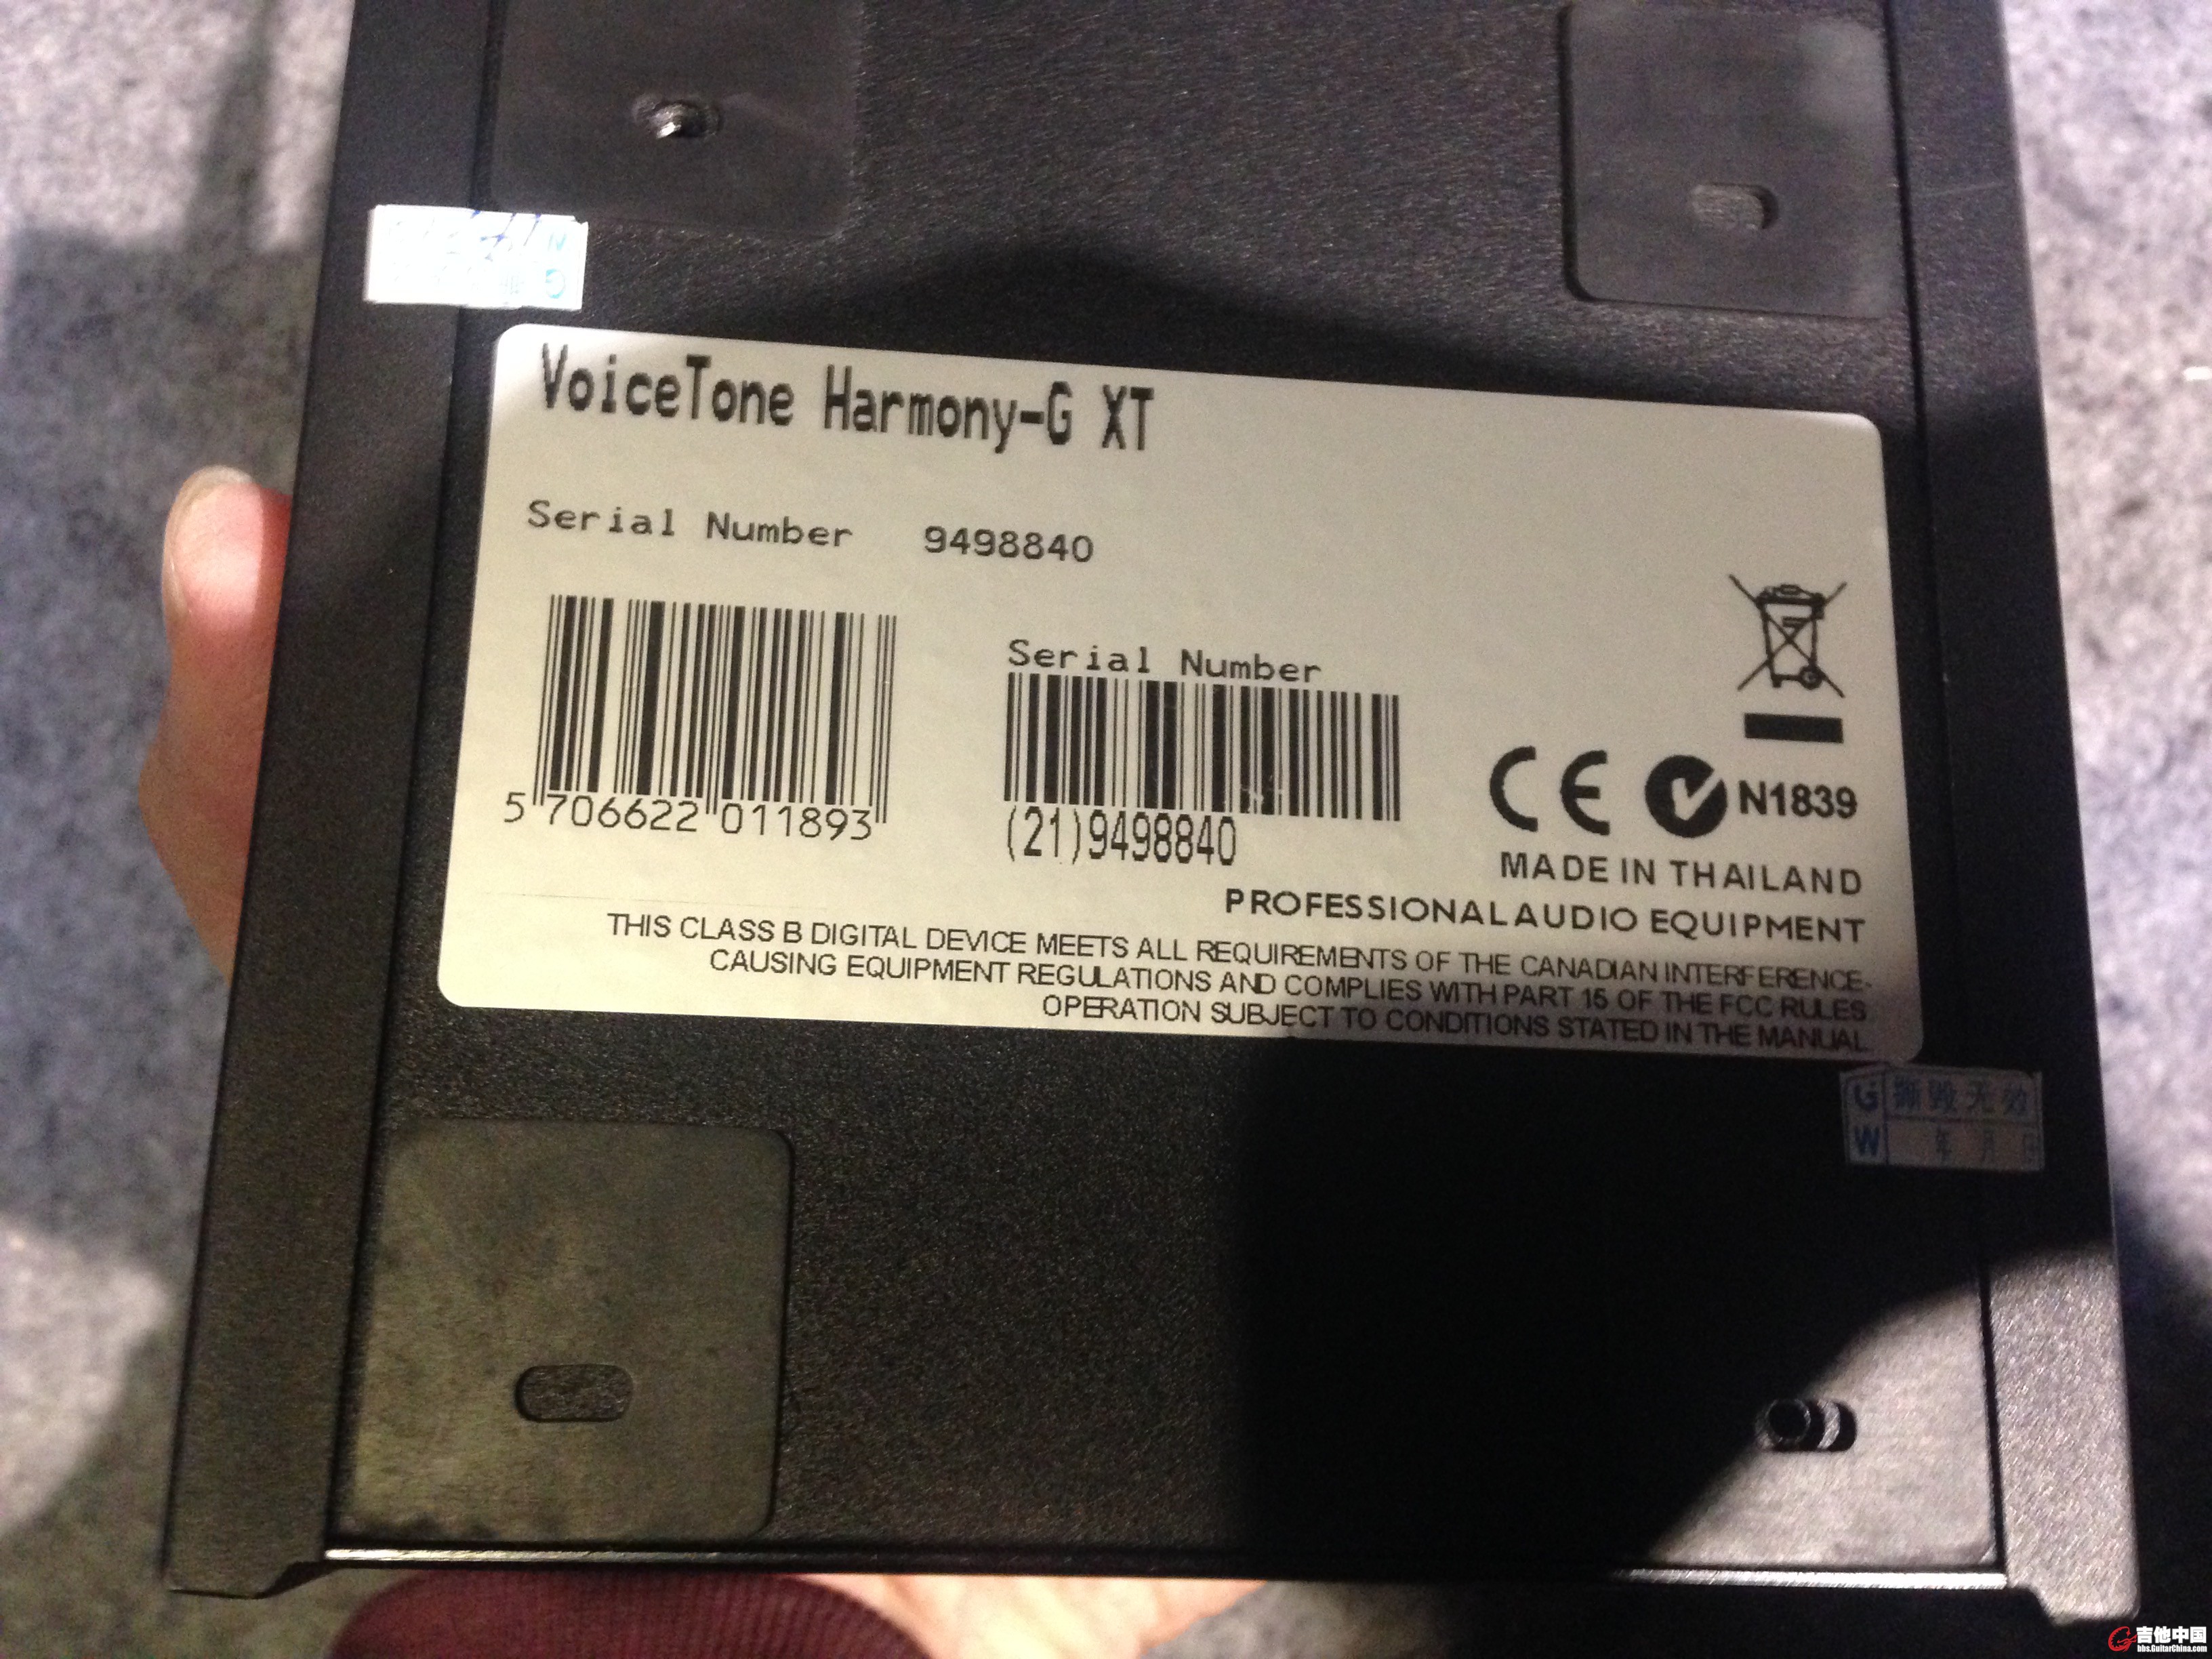 VoiceTone Harmony-G XT
Serial Number 9498840
Serial Number
5 706622 011893
(21)9498840
CE N1839
MADE IN THAILAND
PROFESSIONAL AUDIO EQUIPMENT
THIS CLASS B DIGITAL DEVICE MEETS ALL REQUIREMENTS OF THE CANADIAN INTERFERENCE-
CAUSING EQUIPMENT REGULATIONS AND COMPLIES WITH PART 15 OF THE FCC RULES
OPERATION SUBJECT TO CONDITIONS STATED IN THE MANUAL
G 撕毁无效
W 年 月 日
吉他中国
bbs.GuitarChina.com